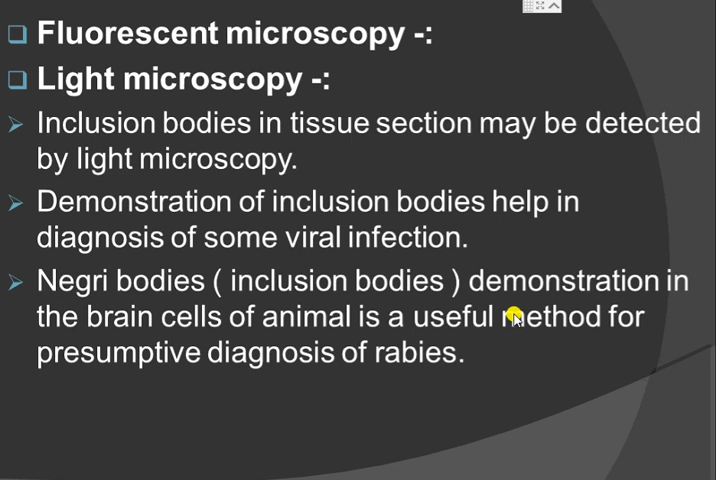 Fluorescent microscopy -:
Light microscopy -:
Inclusion bodies in tissue section may be detected
by light microscopy.
Demonstration of inclusion bodies help in
diagnosis of some viral infection.
Negri bodies ( inclusion bodies ) demonstration in
the brain cells of animal is a useful method for
presumptive diagnosis of rabies.